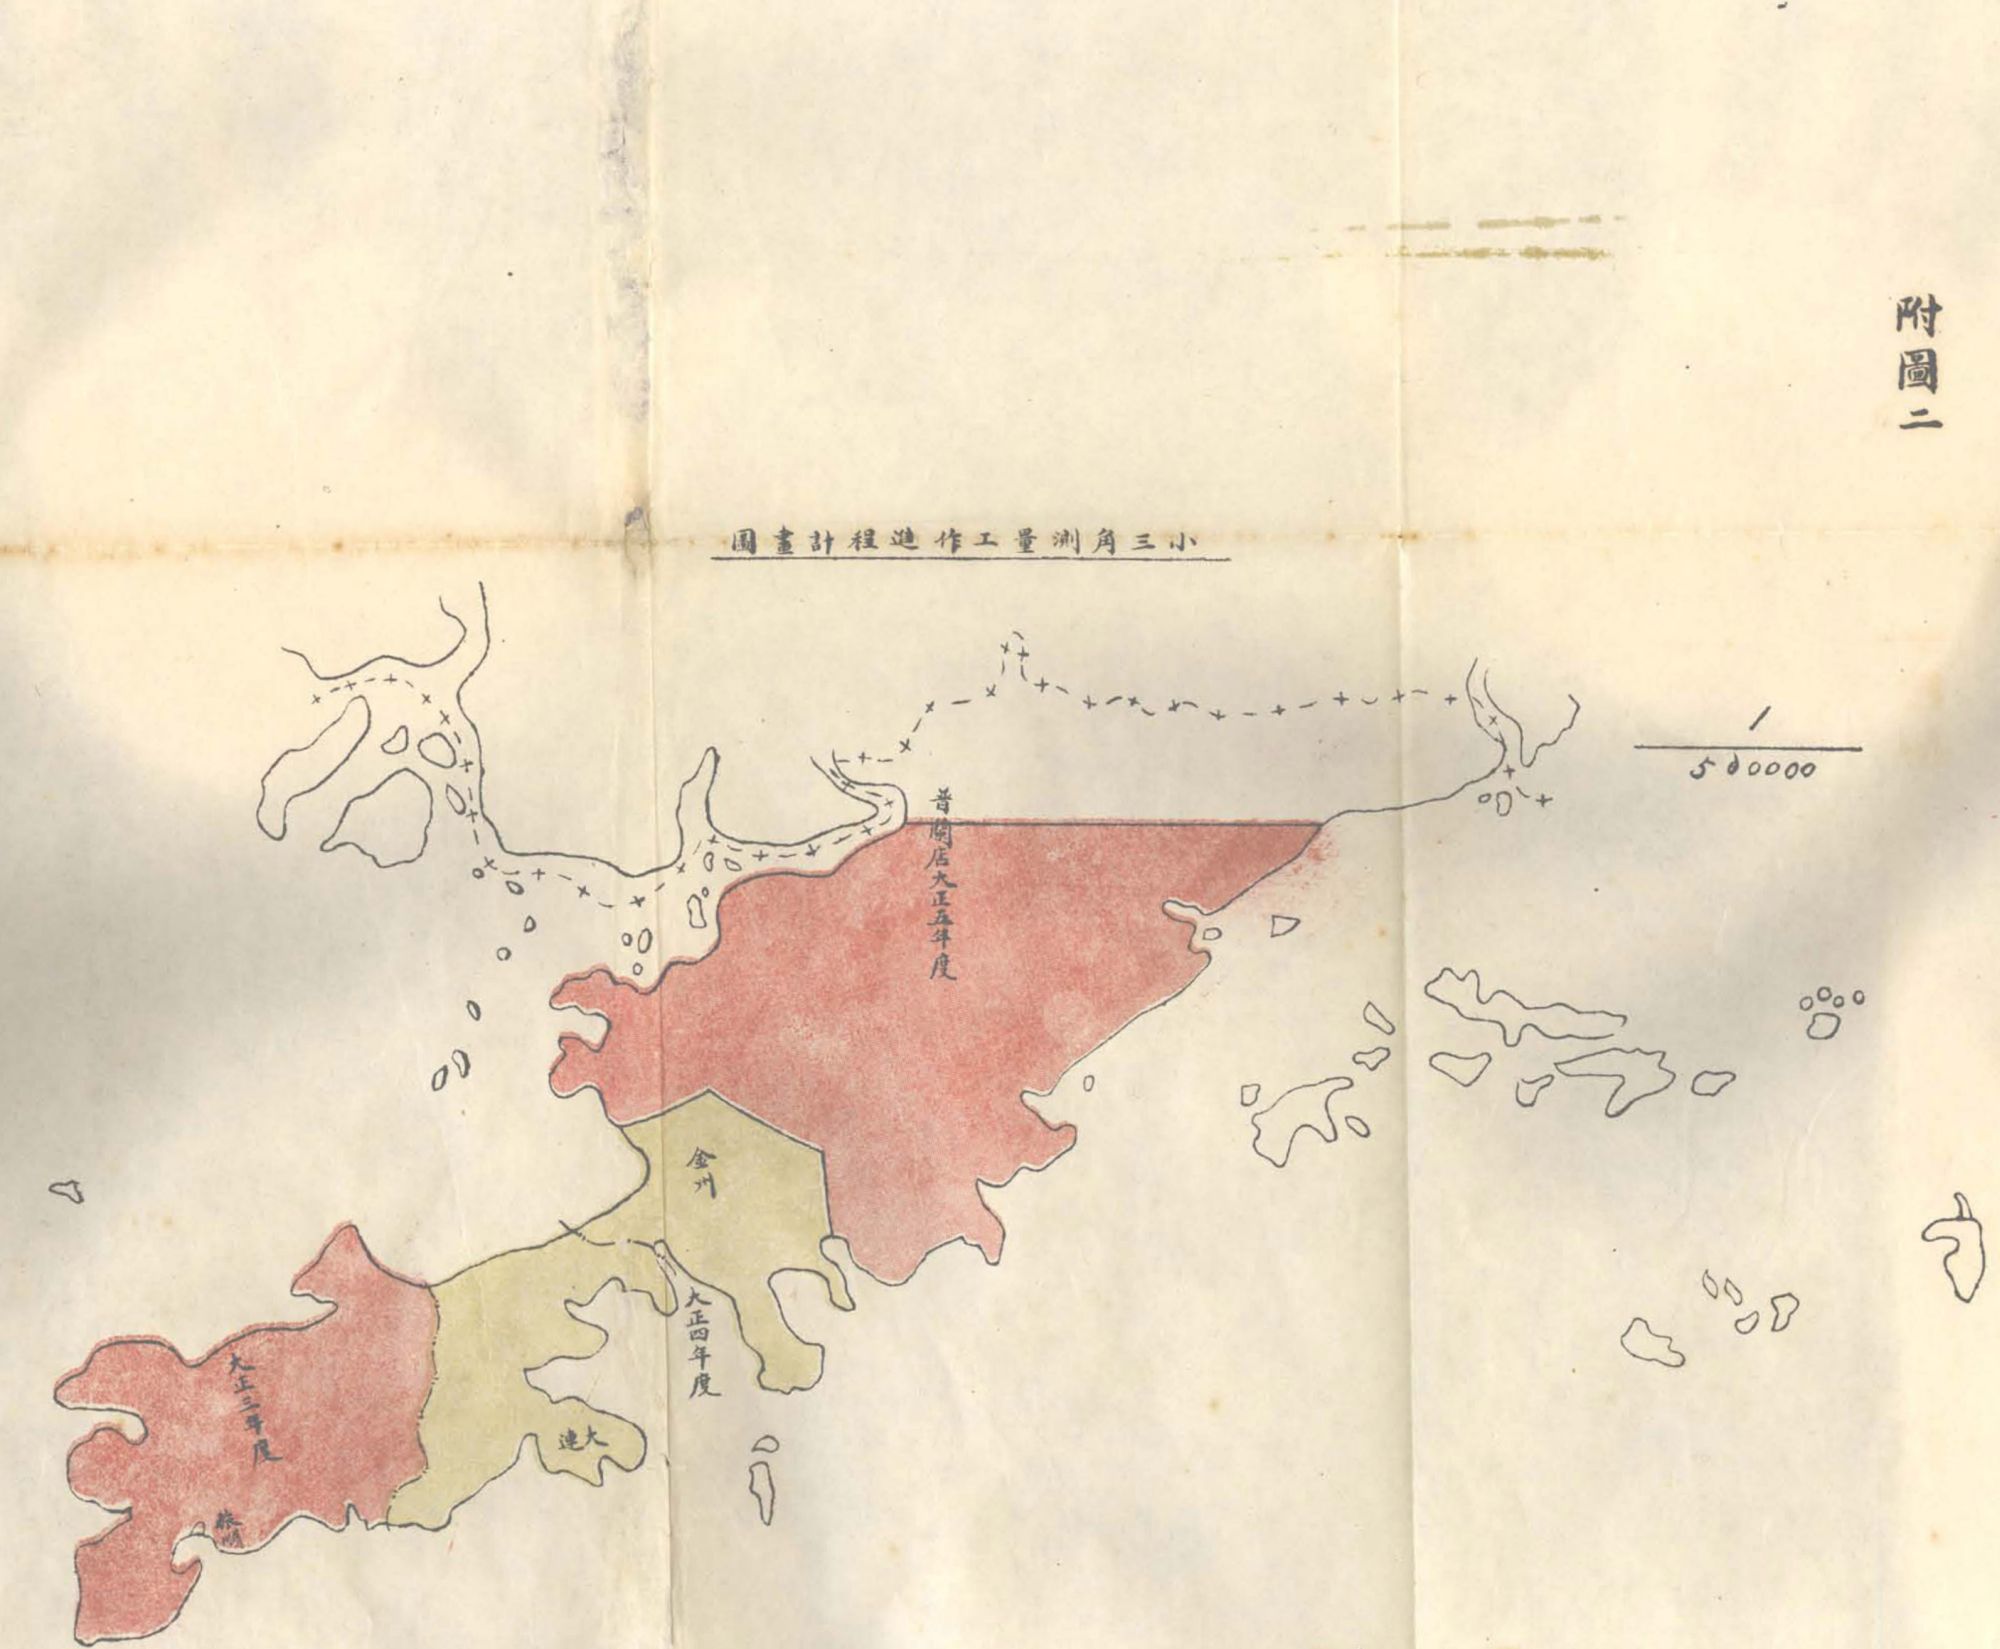 附圖二
小三角測量工作進程計畫圖
1
500000
普蘭店大正五年度
金州
大正四年度
大連
大正三年度
旅順